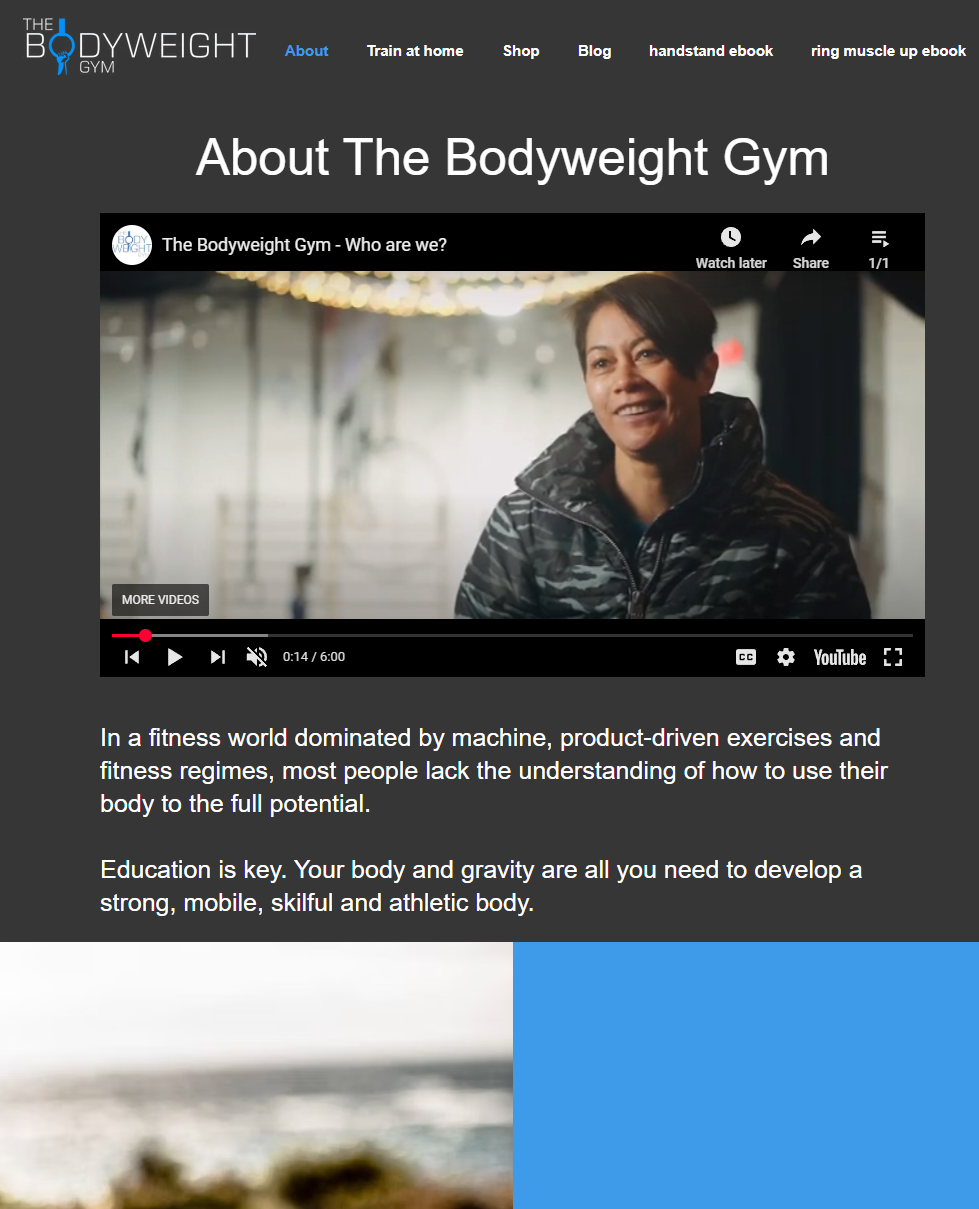 THE
BODYWEIGHT
GYM
About Train at home Shop Blog handstand ebook ring muscle up ebook
About The Bodyweight Gym
BODY
WEIGHT
The Bodyweight Gym - Who are we?
Watch later Share 1/1
MORE VIDEOS
0:14 / 6:00
CC YouTube
In a fitness world dominated by machine, product-driven exercises and
fitness regimes, most people lack the understanding of how to use their
body to the full potential.
Education is key. Your body and gravity are all you need to develop a
strong, mobile, skilful and athletic body.